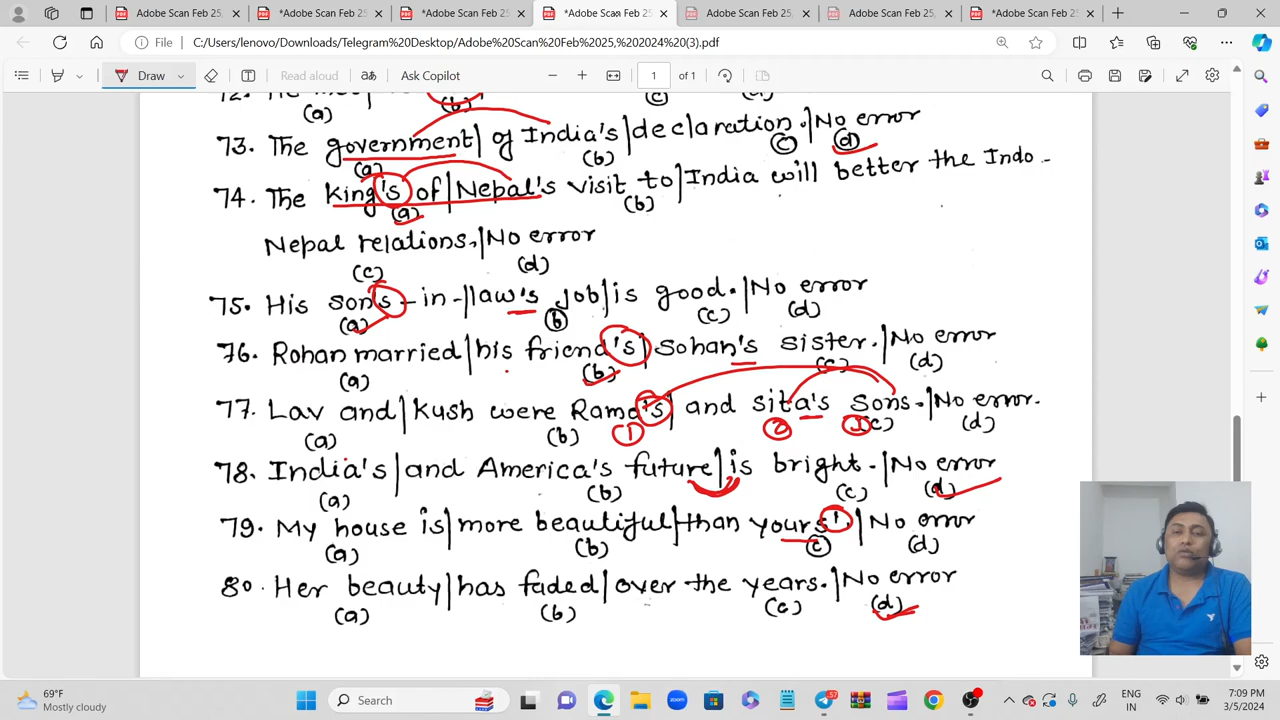 *Adobe Scan Feb 25, *Adobe Scan Feb 25, *Adobe Scan Feb 25, *Adobe Scan Feb 25, Adobe Scan Feb 25, Adobe Scan Feb 25, *Adobe Scan Feb 25,
File C:/Users/lenovo/Downloads/Telegram%20Desktop/Adobe%20Scan%20Feb%2025,%202024%20(3).pdf
Draw Read aloud Ask Copilot 1 of 1
(a) (b) (c) (d)
73. The government| of India's|declaration.|No error
(a) (b) (c) (d)
74. The king's of|Nepal's visit to|India will better the Indo -
(a) (b)
Nepal relations.|No error
(c) (d)
75. His sons-in-|law's job|is good.|No error
(a) (b) (c) (d)
76. Rohan married|his friend's|Sohan's sister.|No error
(a) (b) (c) (d)
77. Lav and|Kush were Rama's|and Sita's Sons.|No error.
(a) (b) ① ② ① (c) (d)
78. India's|and America's future|is bright.|No error
(a) (b) (c) (d)
79. My house is|more beautiful|than yours'.|No error
(a) (b) (c) (d)
80. Her beauty|has faded|over the years.|No error
(a) (b) (c) (d)
69°F
Mostly cloudy
Search
57
ENG
IN
7:09 PM
3/5/2024